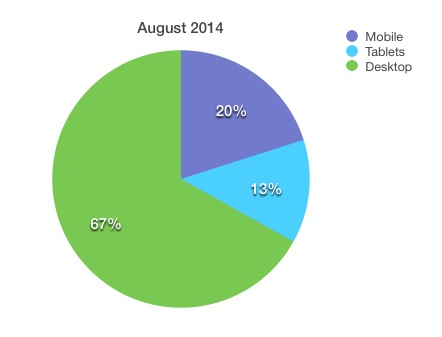 August 2014
Mobile
Tablets
Desktop
20%
13%
67%